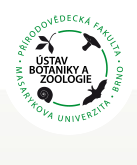 • PŘÍRODOVĚDECKÁ FAKULTA •
MASARYKOVA UNIVERZITA • BRNO
ÚSTAV
BOTANIKY A
ZOOLOGIE